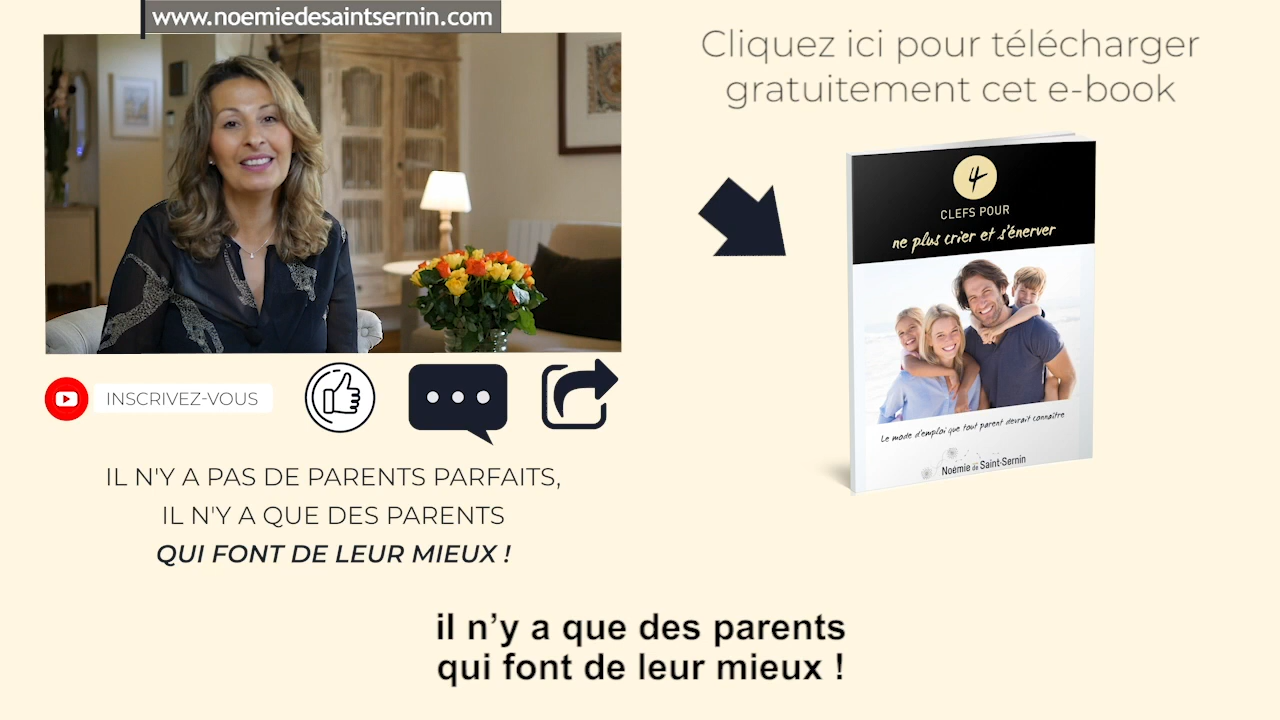 www.noemiedesaintsernin.com
Cliquez ici pour télécharger
gratuitement cet e-book
4
CLEFS POUR
ne plus crier et s'énerver
Le mode d'emploi que tout parent devrait connaître
Noémie de Saint-Sernin
INSCRIVEZ-VOUS
IL N'Y A PAS DE PARENTS PARFAITS,
IL N'Y A QUE DES PARENTS
QUI FONT DE LEUR MIEUX !
il n’y a que des parents
qui font de leur mieux !